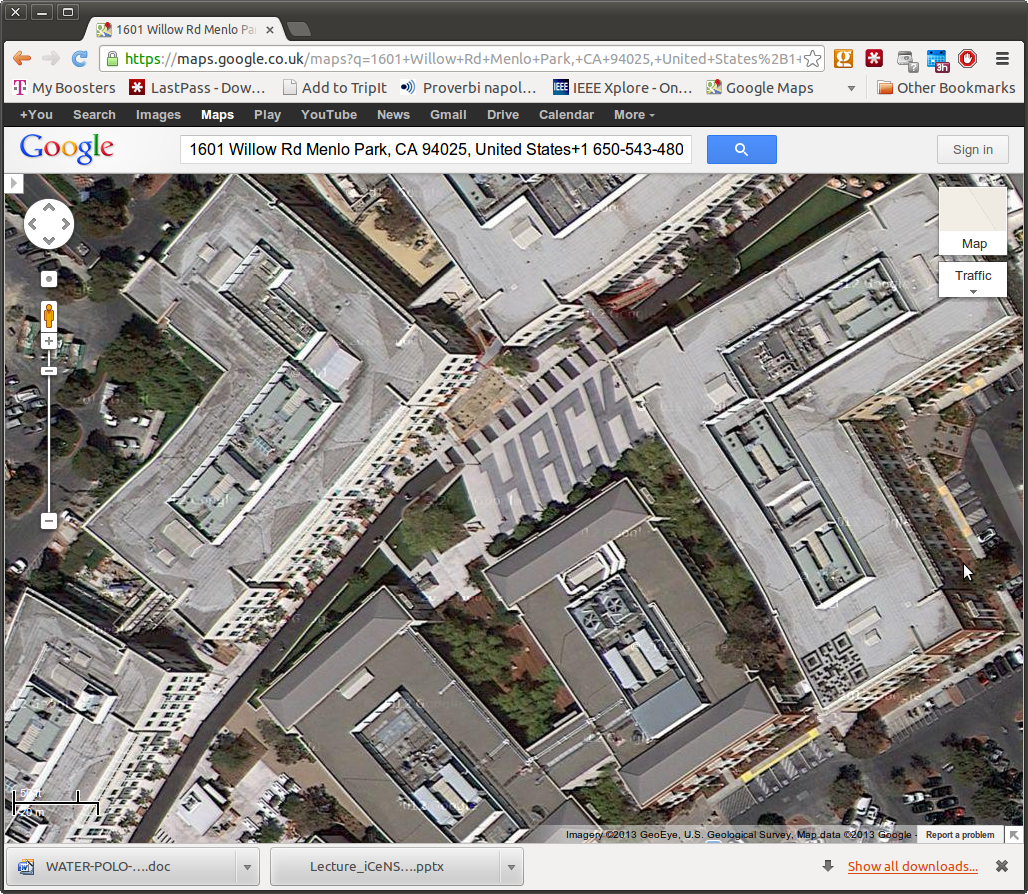 1601 Willow Rd Menlo Pa
https://maps.google.co.uk/maps?q=1601+Willow+Rd+Menlo+Park,+CA+94025,+United+States%2B1+
3h
My Boosters
LastPass - Dow...
Add to TripIt
Proverbi napol...
IEEE
IEEE Xplore - On...
Google Maps
Other Bookmarks
+You Search Images Maps Play YouTube News Gmail Drive Calendar More
Google
1601 Willow Rd Menlo Park, CA 94025, United States+1 650-543-480
Sign in
Map
Traffic
HACK
50 ft
20 m
Imagery ©2013 GeoEye, U.S. Geological Survey, Map data ©2013 Google -
Report a problem
WATER-POLO-....doc
Lecture_iCeNS....pptx
Show all downloads...